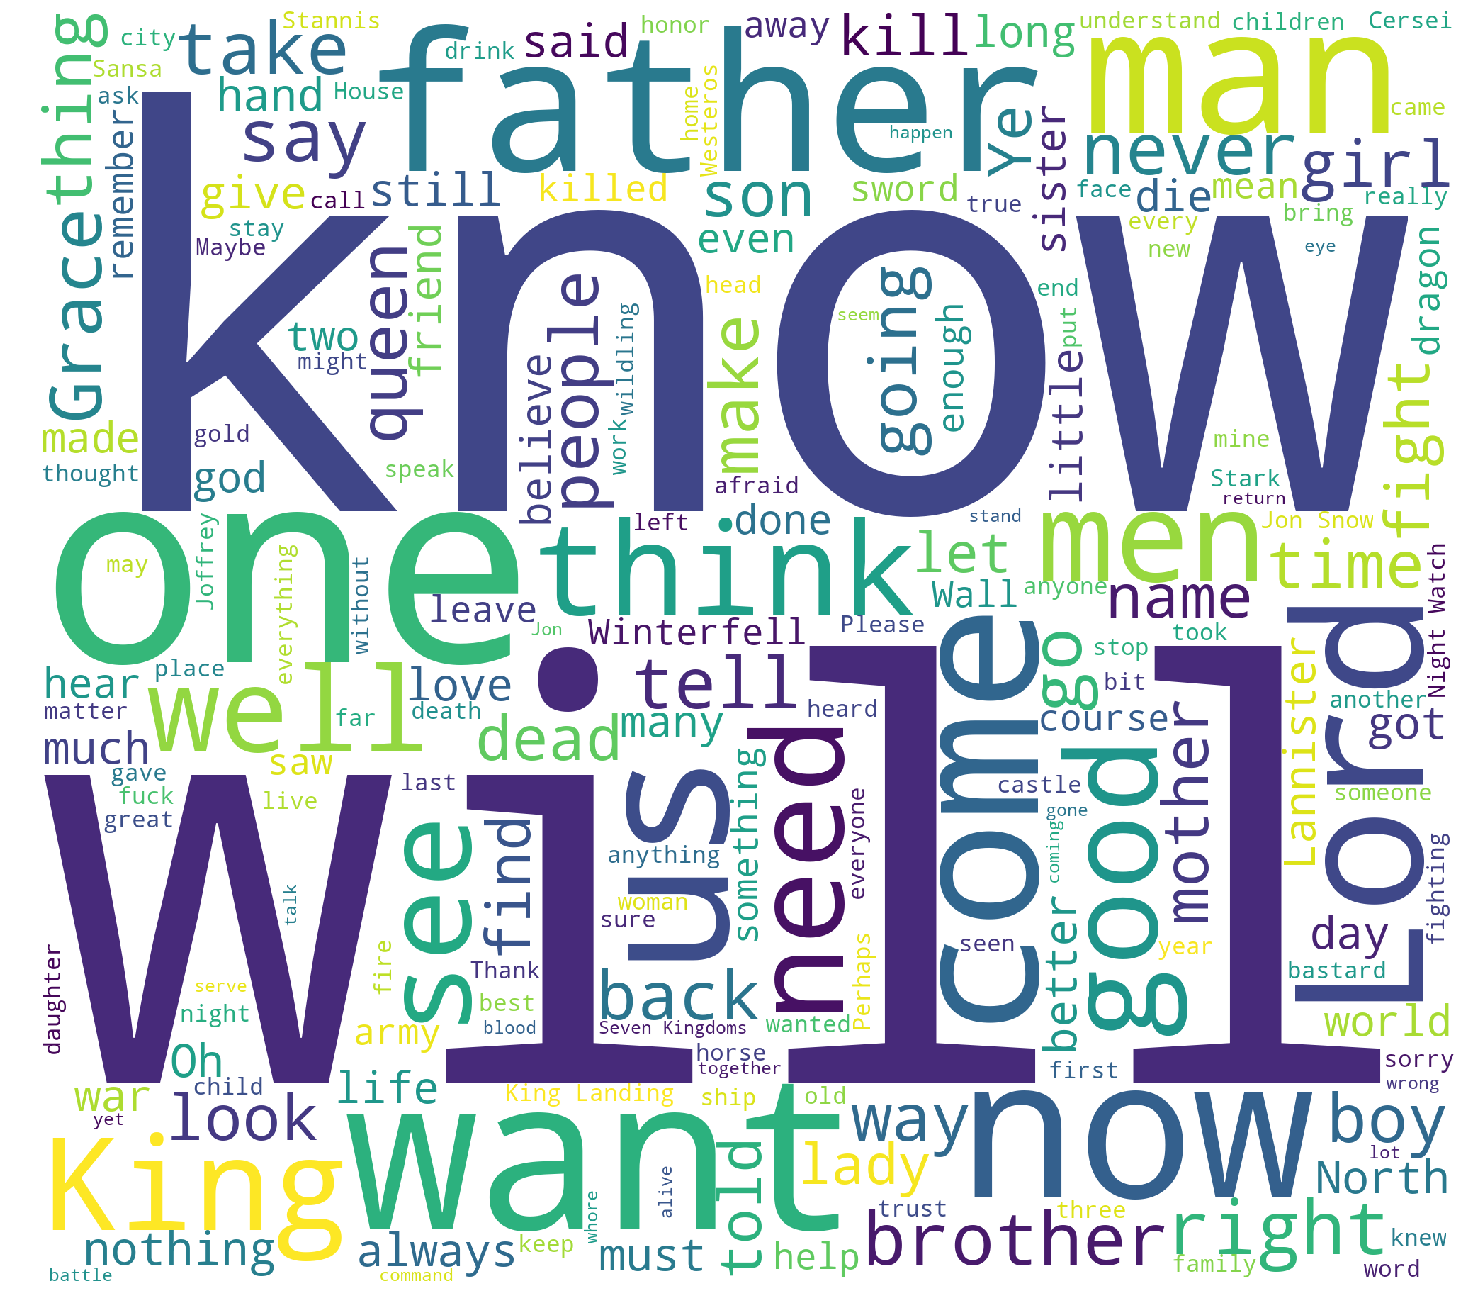 city
Stannis
take
thing
Sansa
father
drink
said
honor
away
kill
long
understand
children
Cersei
man
ask
hand
House
home
Westeros
came
remember
say
happen
Ye
sister
never
girl
Grace
give
call
still
killed
son
sword
true
face
die
mean
really
stay
Maybe
even
every
bring
new
eye
know
two
might
queen
friend
people
wildling
head
make
seem
going
enough
end
put
dragon
made
gold
thought
god
speak
believe
work
afraid
little
mine
Stark
return
fight
one
think
left
done
stand
let
men
Jon Snow
time
may
Joffrey
everything
without
leave
Jon
Winterfell
Please
Wall
anyone
name
took
Night Watch
hear
place
matter
well
far
love
death
tell
dead
many
heard
come
go
stop
bit
course
mother
Lord
another
got
Lannister
much
saw
gave
fuck
great
live
last
will
us
need
something
anything
everyone
castle
gone
coming
good
someone
fighting
see
find
talk
woman
sure
seen
better
year
day
bastard
daughter
fire
serve
night
Thank
best
back
wanted
Perhaps
world
army
blood
Seven Kingdoms
Oh
horse
together
first
sorry
wrong
war
child
life
King Landing
ship
old
yet
look
want
way
now
boy
lot
King
told
lady
North
alive
whore
trust
three
brother
right
nothing
always
keep
must
help
knew
family
word
battle
command